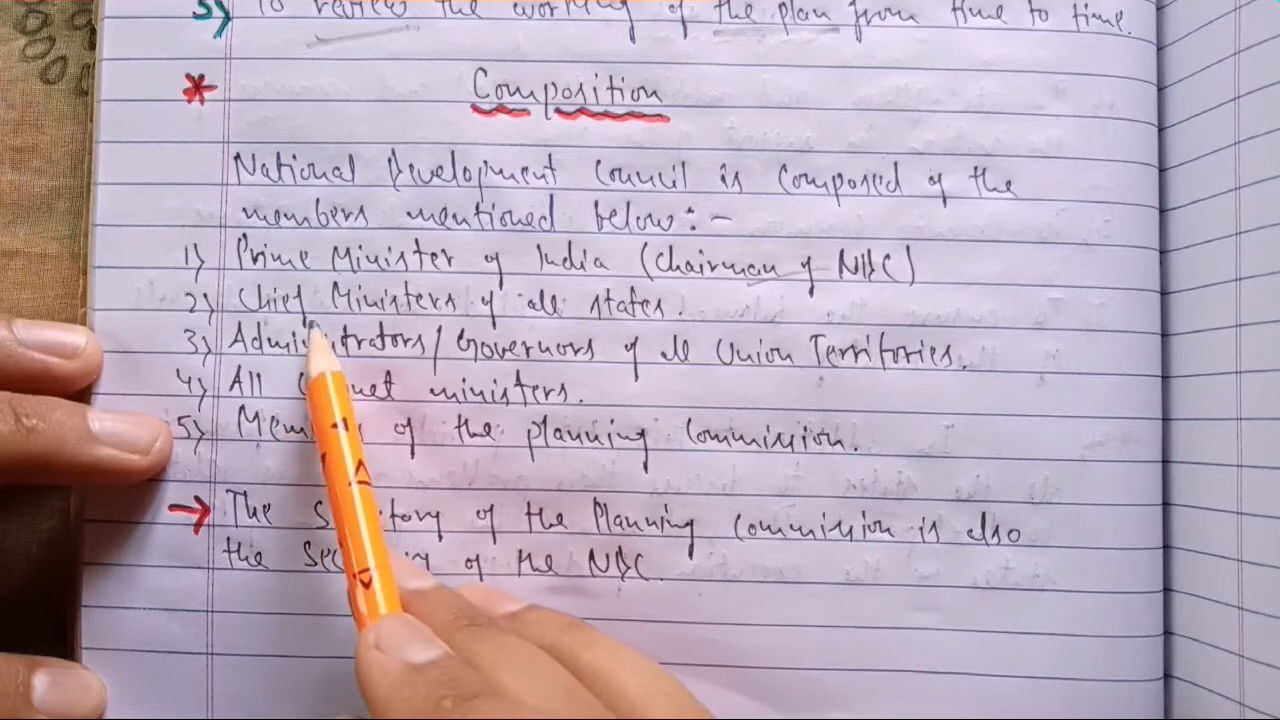 5) To review the working of the plan from time to time.
* Composition
National Development Council is composed of the
members mentioned below:-
1) Prime Minister of India (Chairman of NDC)
2) Chief Ministers of all states.
3) Administrators/Governors of all Union Territories.
4) All ministers.
5) of the planning commission.
→ The of the Planning Commission is also
the of the NDC.